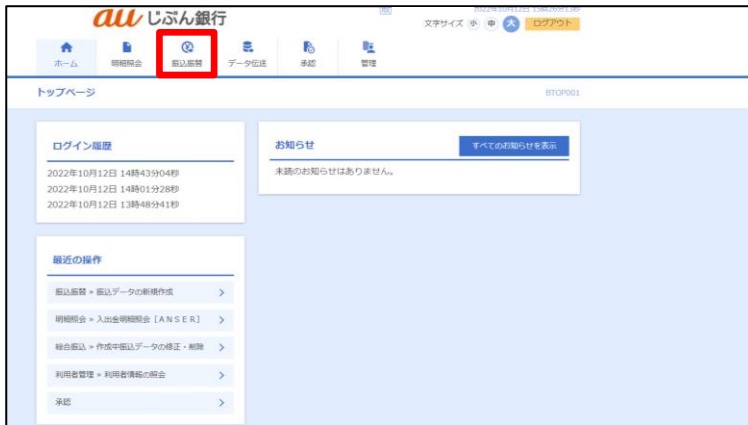 au じぶん銀行
文字サイズ 小 中 大 ログアウト
ホーム 明細照会 振込振替 データ伝送 承認 管理
トップページ BTOP001
ログイン履歴
2022年10月12日 14時43分04秒
2022年10月12日 14時01分28秒
2022年10月12日 13時48分41秒
お知らせ すべてのお知らせを表示
未読のお知らせはありません。
最近の操作
振込振替 » 振込データの新規作成
明細照会 » 入出金明細照会［ＡＮＳＥＲ］
総合振込 » 作成中振込データの修正・削除
利用者管理 » 利用者情報の照会
承認